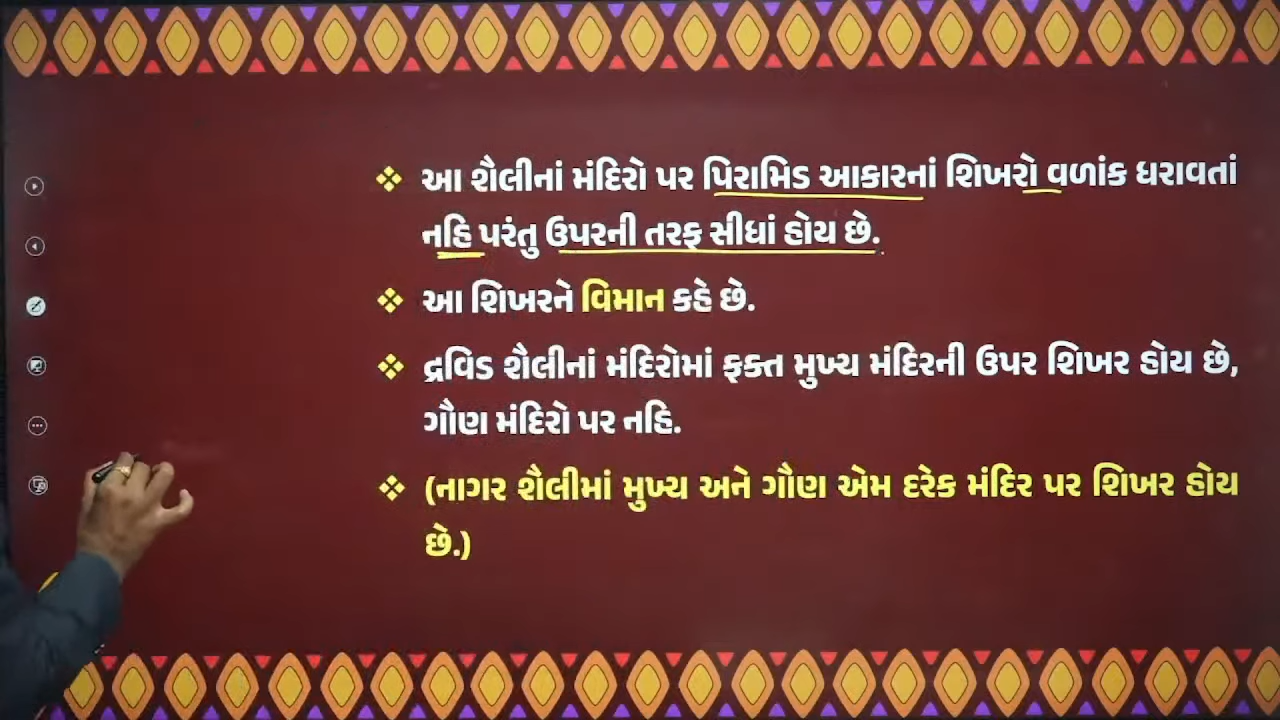 ❖ આ શૈલીનાં મંદિરો પર પિરામિડ આકારનાં શિખરો વળાંક ધરાવતાં
નહિ પરંતુ ઉપરની તરફ સીધાં હોય છે.
❖ આ શિખરને વિમાન કહે છે.
❖ દ્રવિડ શૈલીનાં મંદિરોમાં ફક્ત મુખ્ય મંદિરની ઉપર શિખર હોય છે,
ગૌણ મંદિરો પર નહિ.
❖ (નાગર શૈલીમાં મુખ્ય અને ગૌણ એમ દરેક મંદિર પર શિખર હોય
છે.)